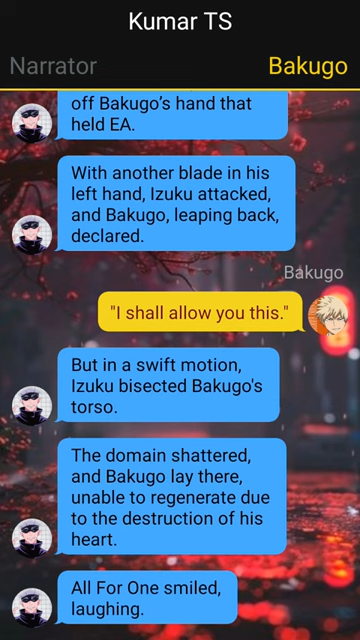 Kumar TS
Narrator
Bakugo
off Bakugo’s hand that
held EA.
With another blade in his
left hand, Izuku attacked,
and Bakugo, leaping back,
declared.
Bakugo
"I shall allow you this."
But in a swift motion,
Izuku bisected Bakugo's
torso.
The domain shattered,
and Bakugo lay there,
unable to regenerate due
to the destruction of his
heart.
All For One smiled,
laughing.